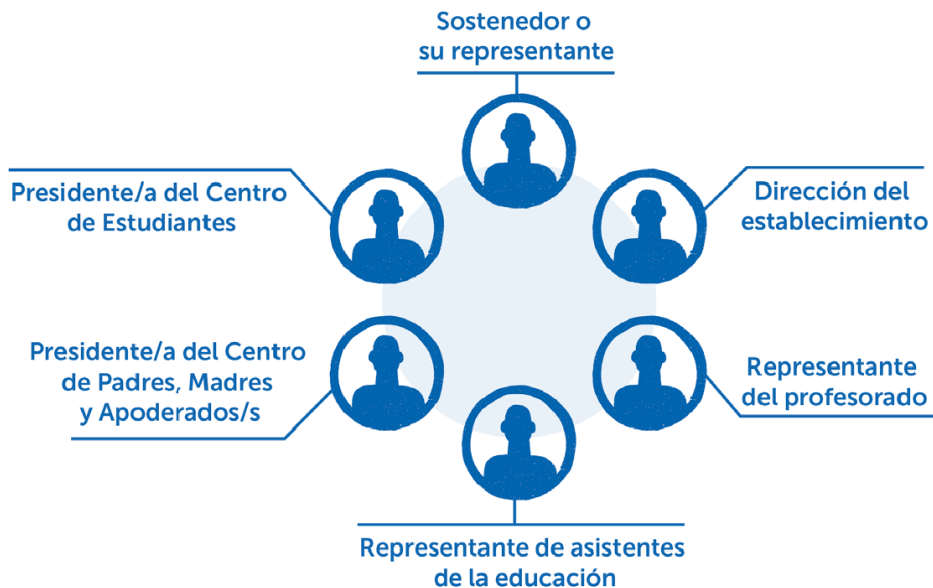 Sostenedor o
su representante
Presidente/a del Centro
de Estudiantes
Dirección del
establecimiento
Presidente/a del Centro
de Padres, Madres
y Apoderados/s
Representante
del profesorado
Representante de asistentes
de la educación